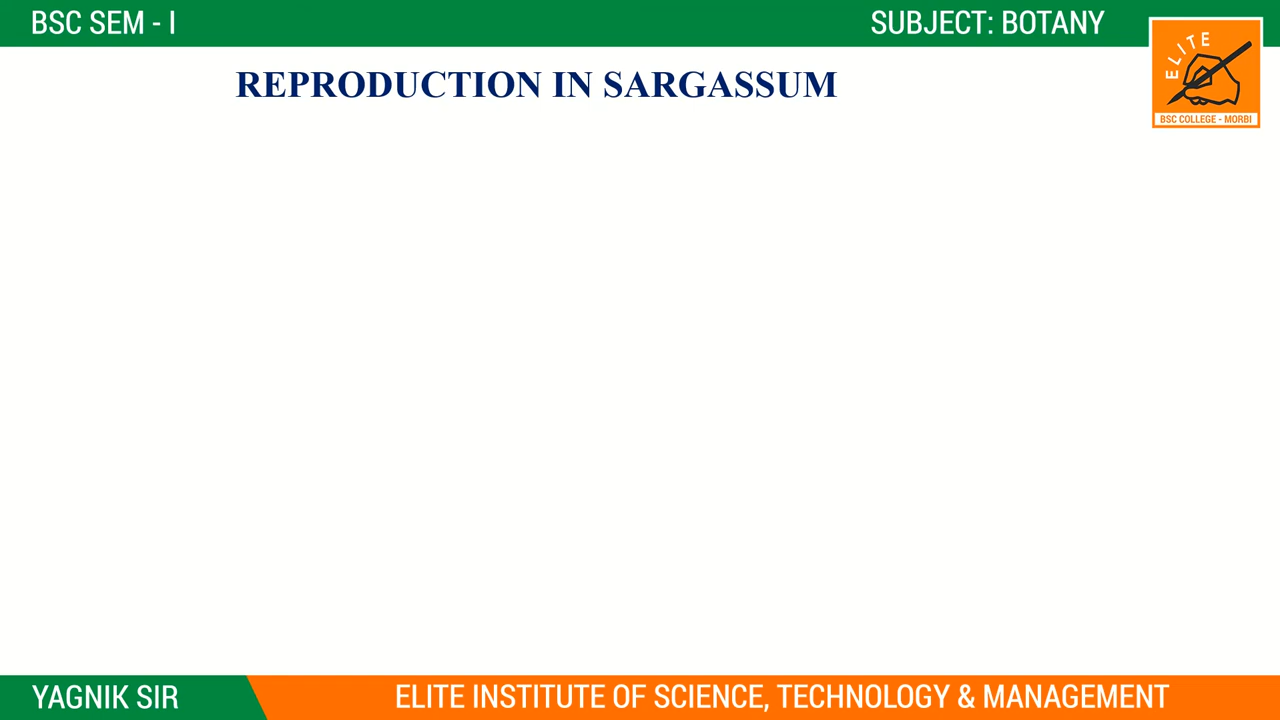 BSC SEM - I
SUBJECT: BOTANY
REPRODUCTION IN SARGASSUM
ELITE
BSC COLLEGE - MORBI
YAGNIK SIR
ELITE INSTITUTE OF SCIENCE, TECHNOLOGY & MANAGEMENT